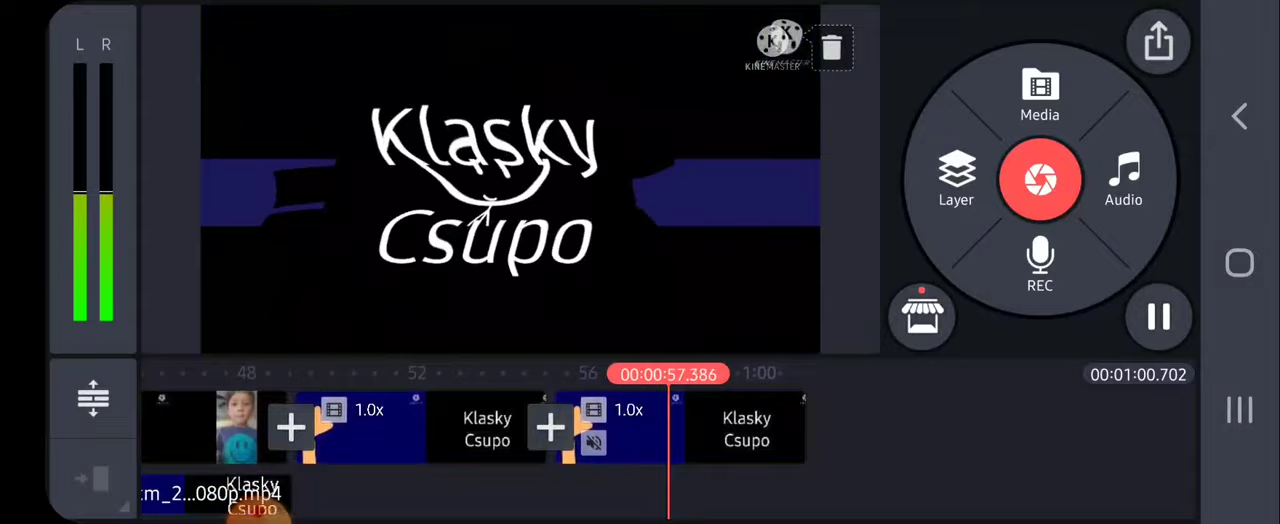 L R
KINEMASTER
Klasky
Csupo
Media
Layer
Audio
REC
48 52 56 00:00:57.386 1:00 00:01:00.702
1.0x
Klasky
Csupo
1.0x
Klasky
Csupo
:m_2...080p.mp4
Klasky
Csupo